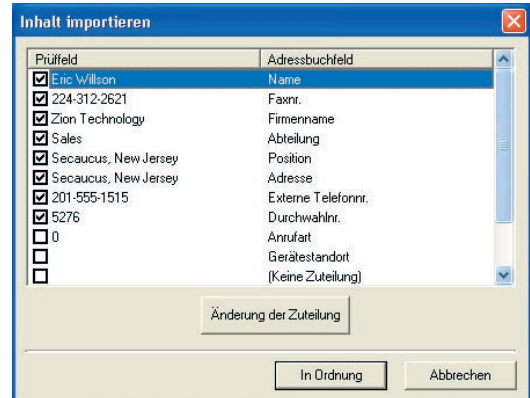 Inhalt importieren
Prüffeld Adressbuchfeld
Eric Willson Name
224-312-2621 Faxnr.
Zion Technology Firmenname
Sales Abteilung
Secaucus, New Jersey Position
Secaucus, New Jersey Adresse
201-555-1515 Externe Telefonnr.
5276 Durchwahlnr.
0 Anrufart
Gerätestandort
(Keine Zuteilung)
Änderung der Zuteilung
In Ordnung Abbrechen